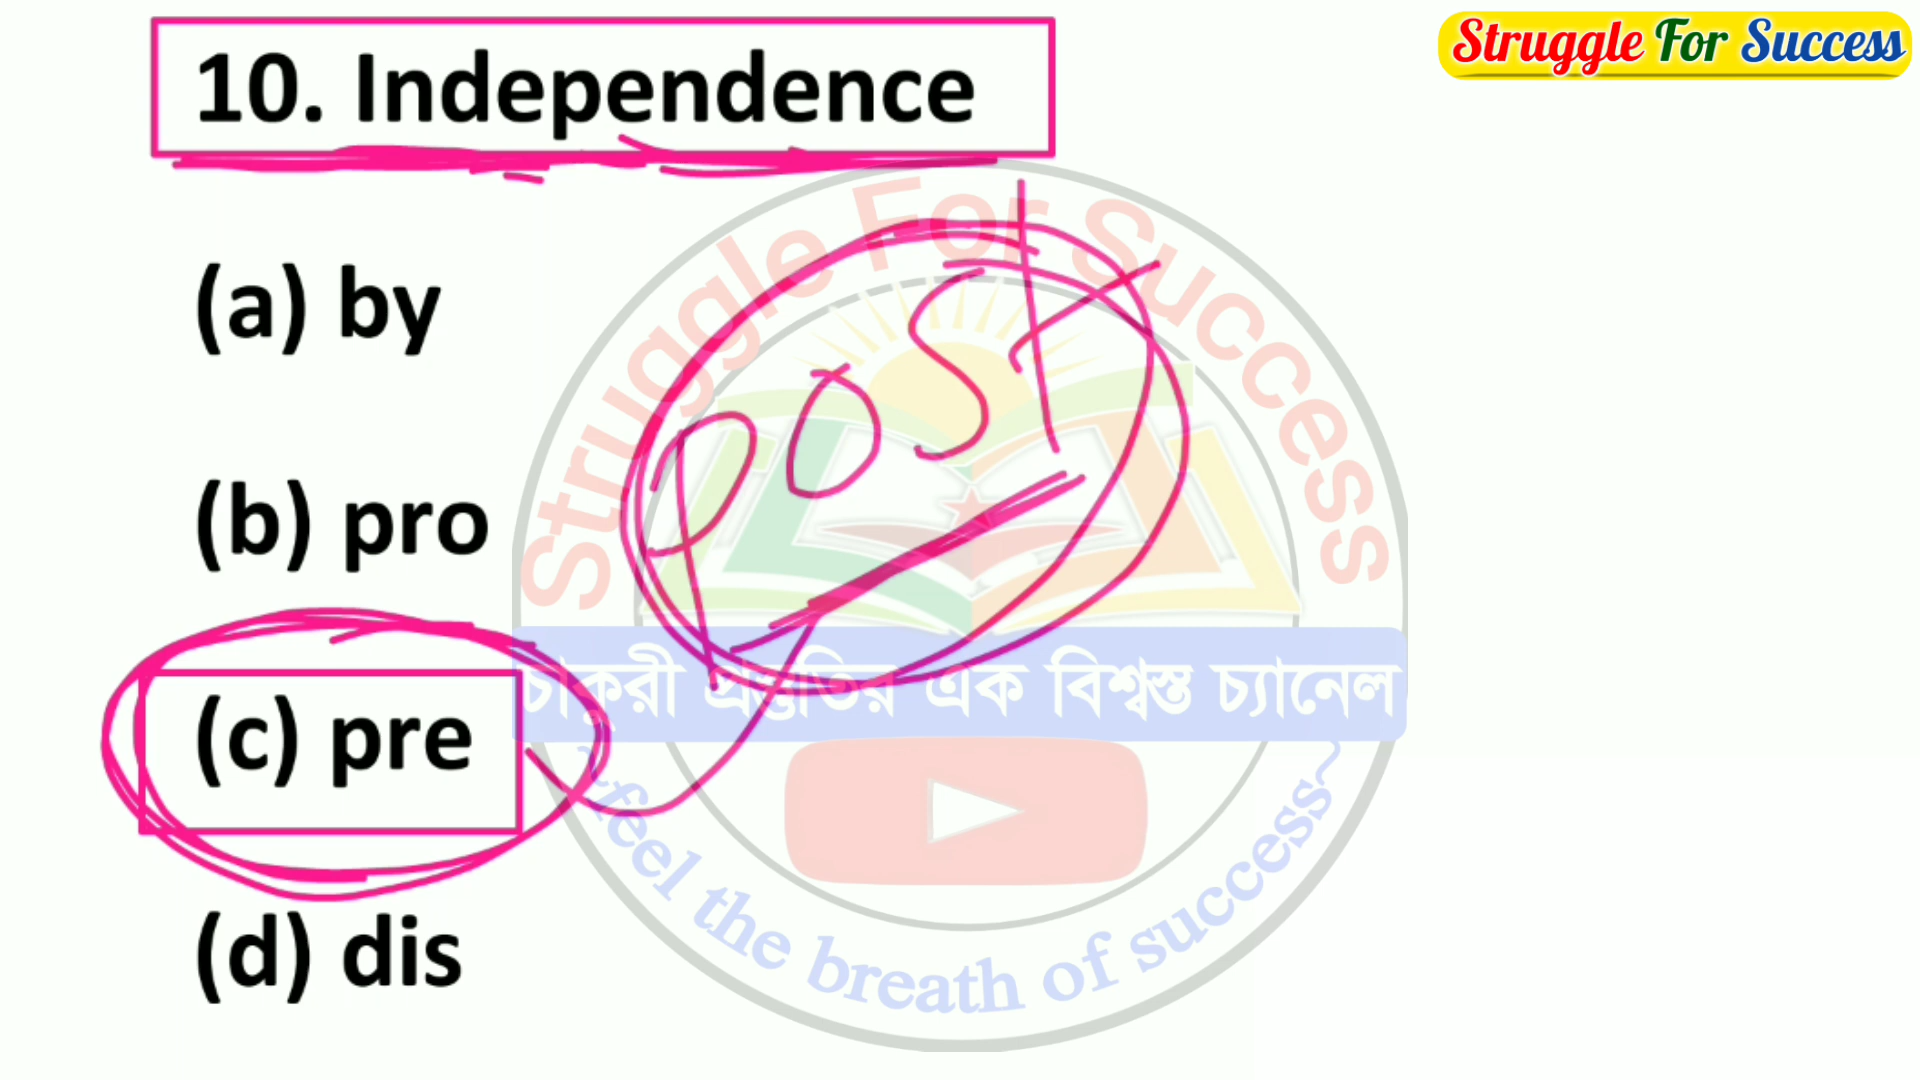 10. Independence
Struggle For Success
(a) by
(b) pro
post
(c) pre
(d) dis
Struggle For Success
চাকুরী প্রস্তুতির এক বিশ্বস্ত চ্যানেল
~feel the breath of success~